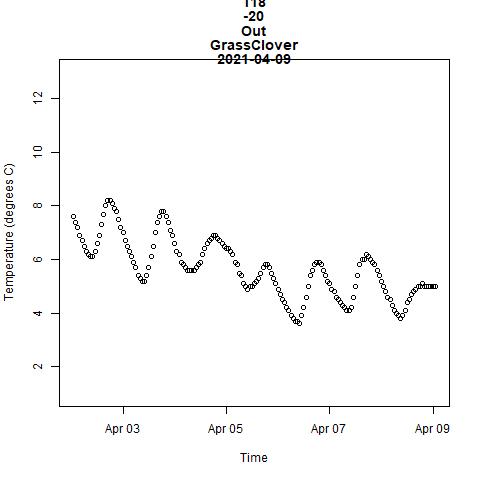 T18
-20
Out
GrassClover
2021-04-09
12
10
8
6
4
2
Temperature (degrees C)
Apr 03 Apr 05 Apr 07 Apr 09
Time